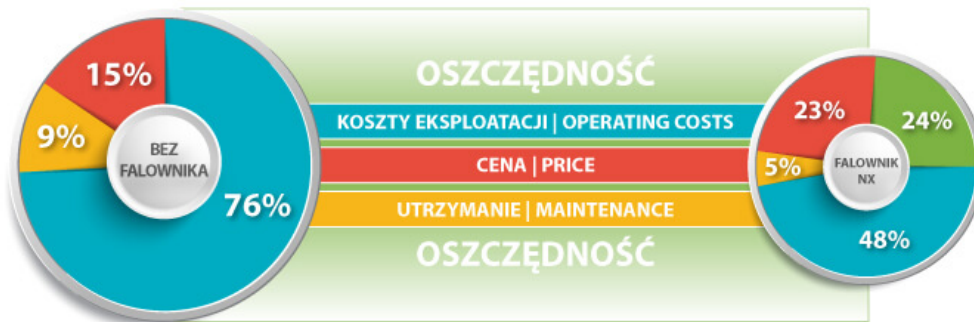 15%
9%
BEZ
FALOWNIKA
76%
OSZCZĘDNOŚĆ
KOSZTY EKSPLOATACJI | OPERATING COSTS
CENA | PRICE
UTRZYMANIE | MAINTENANCE
OSZCZĘDNOŚĆ
23%
24%
5%
FALOWNIK
NX
48%